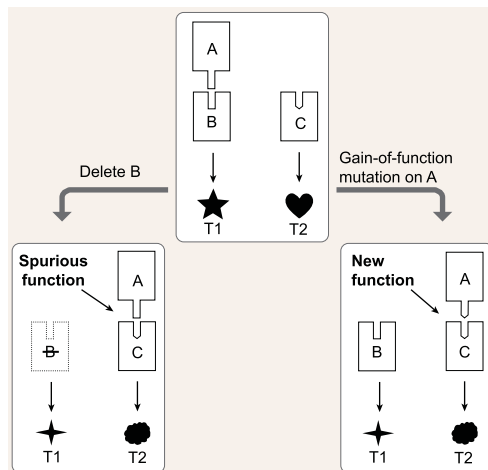 A
B
C
T1
T2
Delete B
Gain-of-function
mutation on A
Spurious
function
A
B
C
T1
T2
New
function
A
B
C
T1
T2